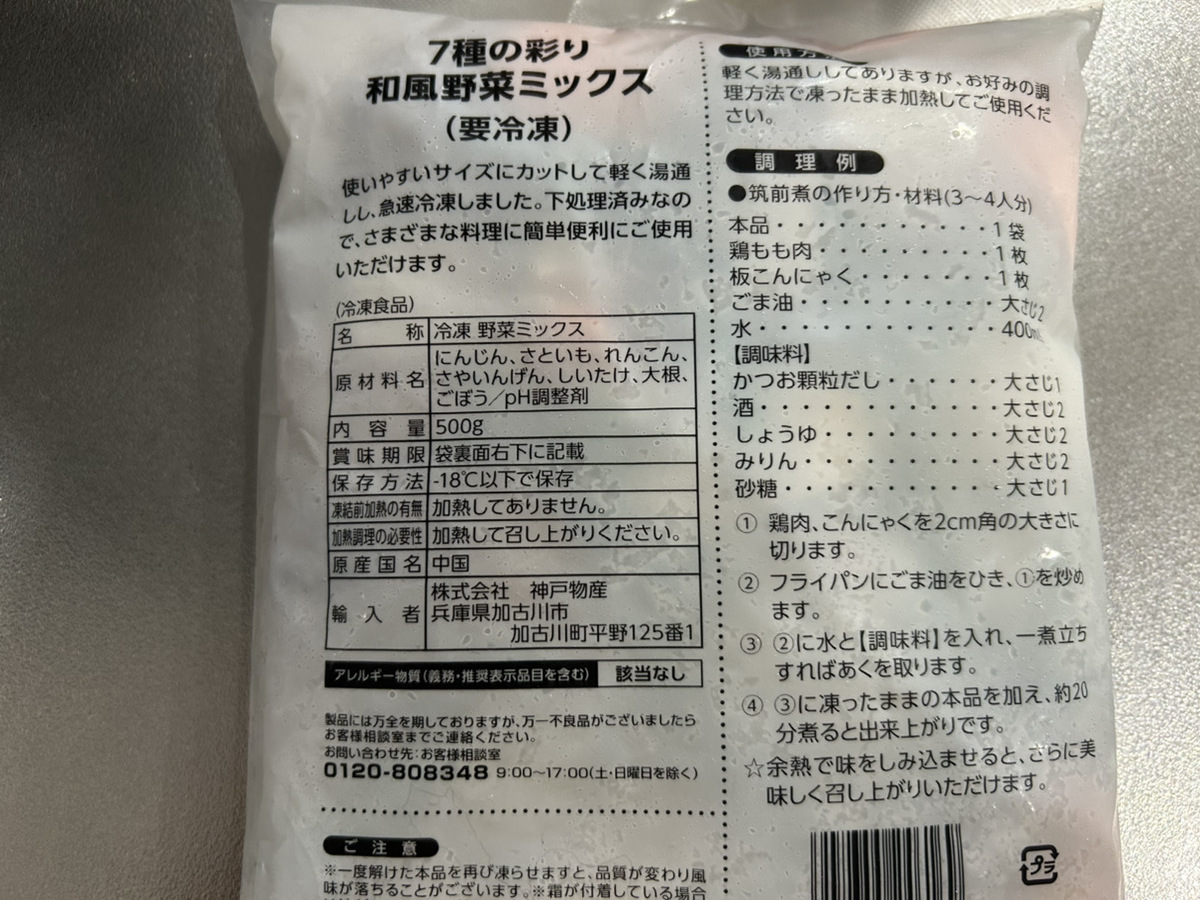 7種の彩り
和風野菜ミックス
(要冷凍)
使いやすいサイズにカットして軽く湯通
しし、急速冷凍しました。下処理済みなの
で、さまざまな料理に簡単便利にご使用
いただけます。
(冷凍食品)
名称 冷凍 野菜ミックス
原材料名 にんじん、さといも、れんこん、
さやいんげん、しいたけ、大根、
ごぼう/pH調整剤
内容量 500g
賞味期限 袋裏面右下に記載
保存方法 -18℃以下で保存
凍結前加熱の有無 加熱してありません。
加熱調理の必要性 加熱して召し上がりください。
原産国名 中国
輸入者 株式会社 神戸物産
兵庫県加古川市
加古川町平野125番1
アレルギー物質(義務・推奨表示品目を含む) 該当なし
製品には万全を期しておりますが、万一不良品がございましたら
お客様相談室までご連絡ください。
お問い合わせ先:お客様相談室
0120-808348 9:00〜17:00(土・日曜日を除く)
ご注意
※一度解けた本品を再び凍らせますと、品質が変わり風
味が落ちることがございます。※霜が付着している場合
使用方法
軽く湯通ししてありますが、お好みの調
理方法で凍ったまま加熱してご使用くだ
さい。
調理例
●筑前煮の作り方・材料(3〜4人分)
本品・・・・・・・・・・・1袋
鶏もも肉・・・・・・・・・1枚
板こんにゃく・・・・・・・1枚
ごま油・・・・・・・・・・大さじ2
水・・・・・・・・・・・・400mL
【調味料】
かつお顆粒だし・・・・・・大さじ1
酒・・・・・・・・・・・・大さじ2
しょうゆ・・・・・・・・・大さじ2
みりん・・・・・・・・・・大さじ2
砂糖・・・・・・・・・・・大さじ1
① 鶏肉、こんにゃくを2cm角の大きさに
切ります。
② フライパンにごま油をひき、①を炒め
ます。
③ ②に水と【調味料】を入れ、一煮立ち
すればあくを取ります。
④ ③に凍ったままの本品を加え、約20
分煮ると出来上がりです。
☆余熱で味をしみ込ませると、さらに美
味しく召し上がりいただけます。
プラ